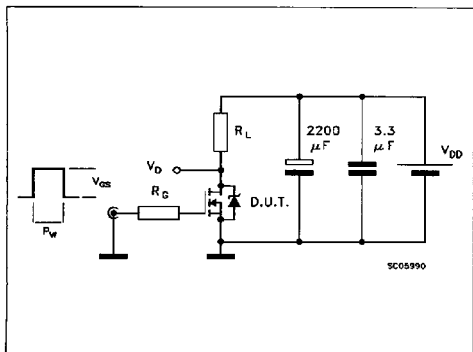 2200
μF
3.3
μF
R_L
V_DD
V_D
V_GS
R_G
D.U.T.
P_W
SC05990